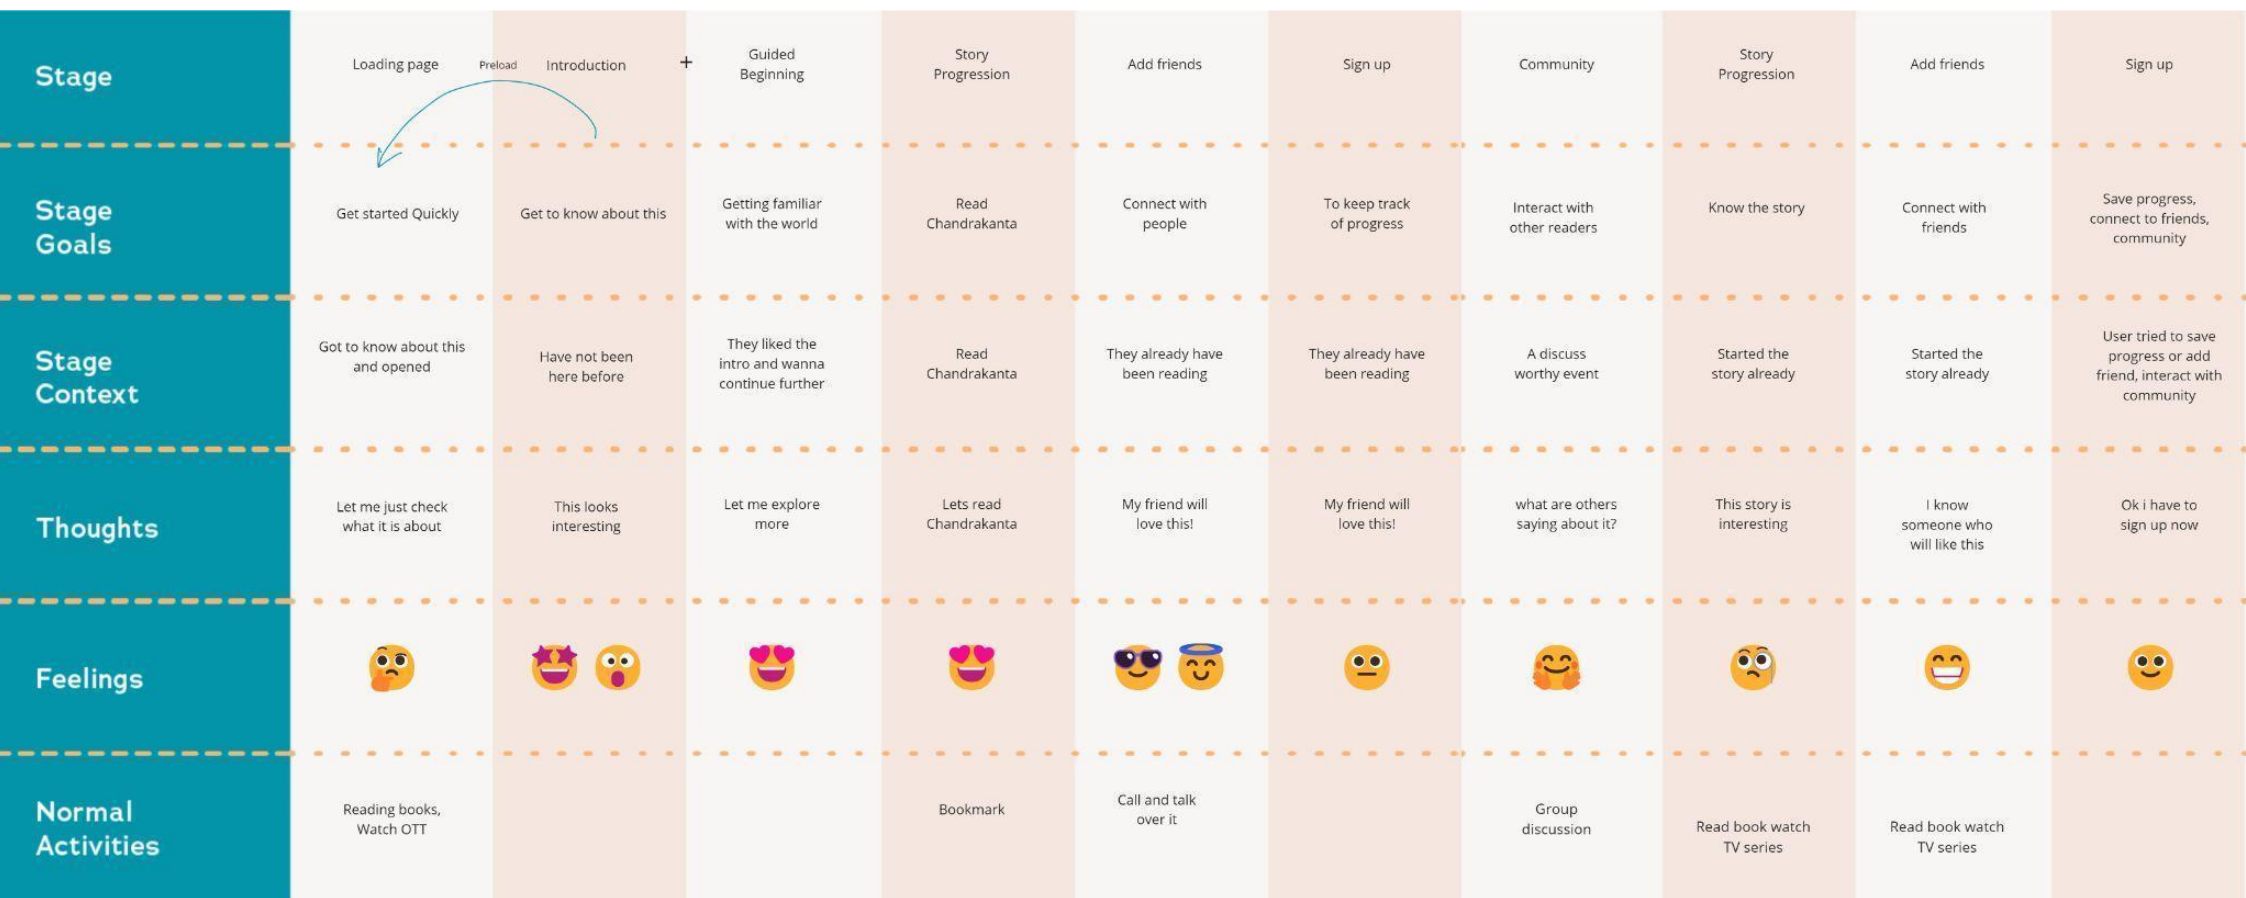 Stage
Loading page
Preload
Introduction
+
Guided
Beginning
Story
Progression
Add friends
Sign up
Community
Story
Progression
Add friends
Sign up
Stage
Goals
Get started Quickly
Get to know about this
Getting familiar
with the world
Read
Chandrakanta
Connect with
people
To keep track
of progress
Interact with
other readers
Know the story
Connect with
friends
Save progress,
connect to friends,
community
Stage
Context
Got to know about this
and opened
Have not been
here before
They liked the
intro and wanna
continue further
Read
Chandrakanta
They already have
been reading
They already have
been reading
A discuss
worthy event
Started the
story already
Started the
story already
User tried to save
progress or add
friend, interact with
community
Thoughts
Let me just check
what it is about
This looks
interesting
Let me explore
more
Lets read
Chandrakanta
My friend will
love this!
My friend will
love this!
what are others
saying about it?
This story is
interesting
I know
someone who
will like this
Ok i have to
sign up now
Feelings
Normal
Activities
Reading books,
Watch OTT
Bookmark
Call and talk
over it
Group
discussion
Read book watch
TV series
Read book watch
TV series